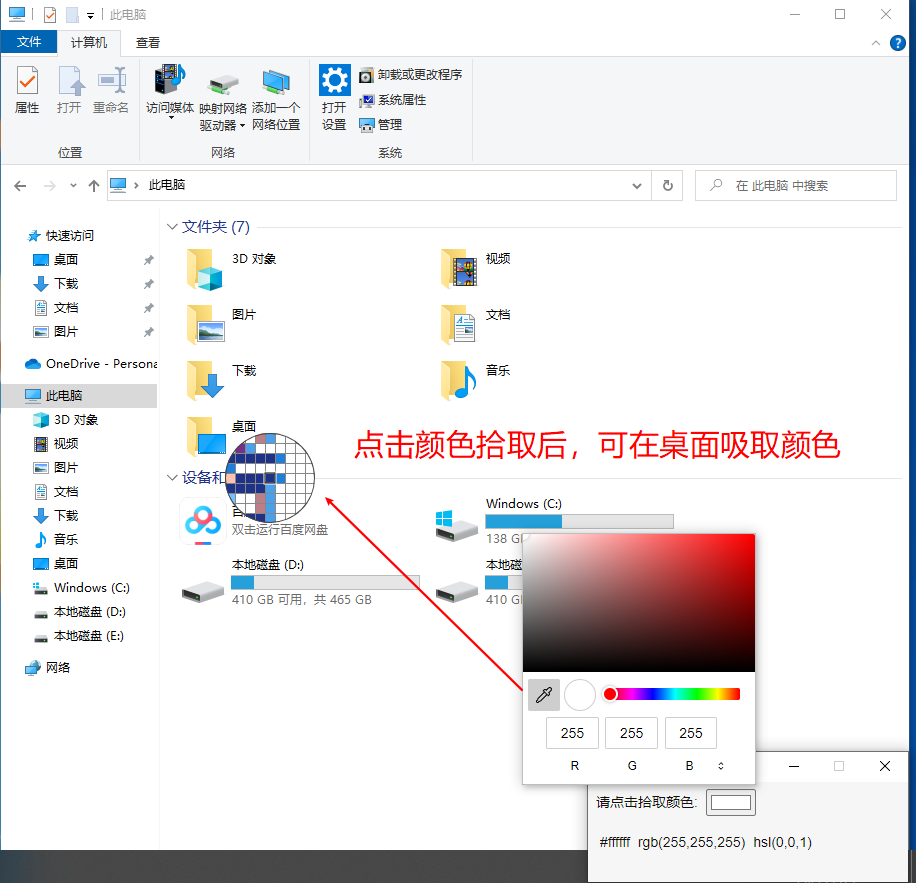 此电脑
文件 计算机 查看
属性 打开 重命名 访问媒体 映射网络驱动器 添加一个网络位置 打开设置 卸载或更改程序
系统属性
管理
位置 网络 系统
此电脑 在 此电脑 中搜索
快速访问
桌面
下载
文档
图片
OneDrive - Persona
此电脑
3D 对象
视频
图片
文档
下载
音乐
桌面
Windows (C:)
本地磁盘 (D:)
本地磁盘 (E:)
网络
文件夹 (7)
3D 对象 视频
图片 文档
下载 音乐
桌面
点击颜色拾取后，可在桌面吸取颜色
设备和
双击运行百度网盘
Windows (C:)
138 G
本地磁盘 (D:)
410 GB 可用，共 465 GB
本地磁
410 G
255 255 255
R G B
请点击拾取颜色:
#ffffff rgb(255,255,255) hsl(0,0,1)